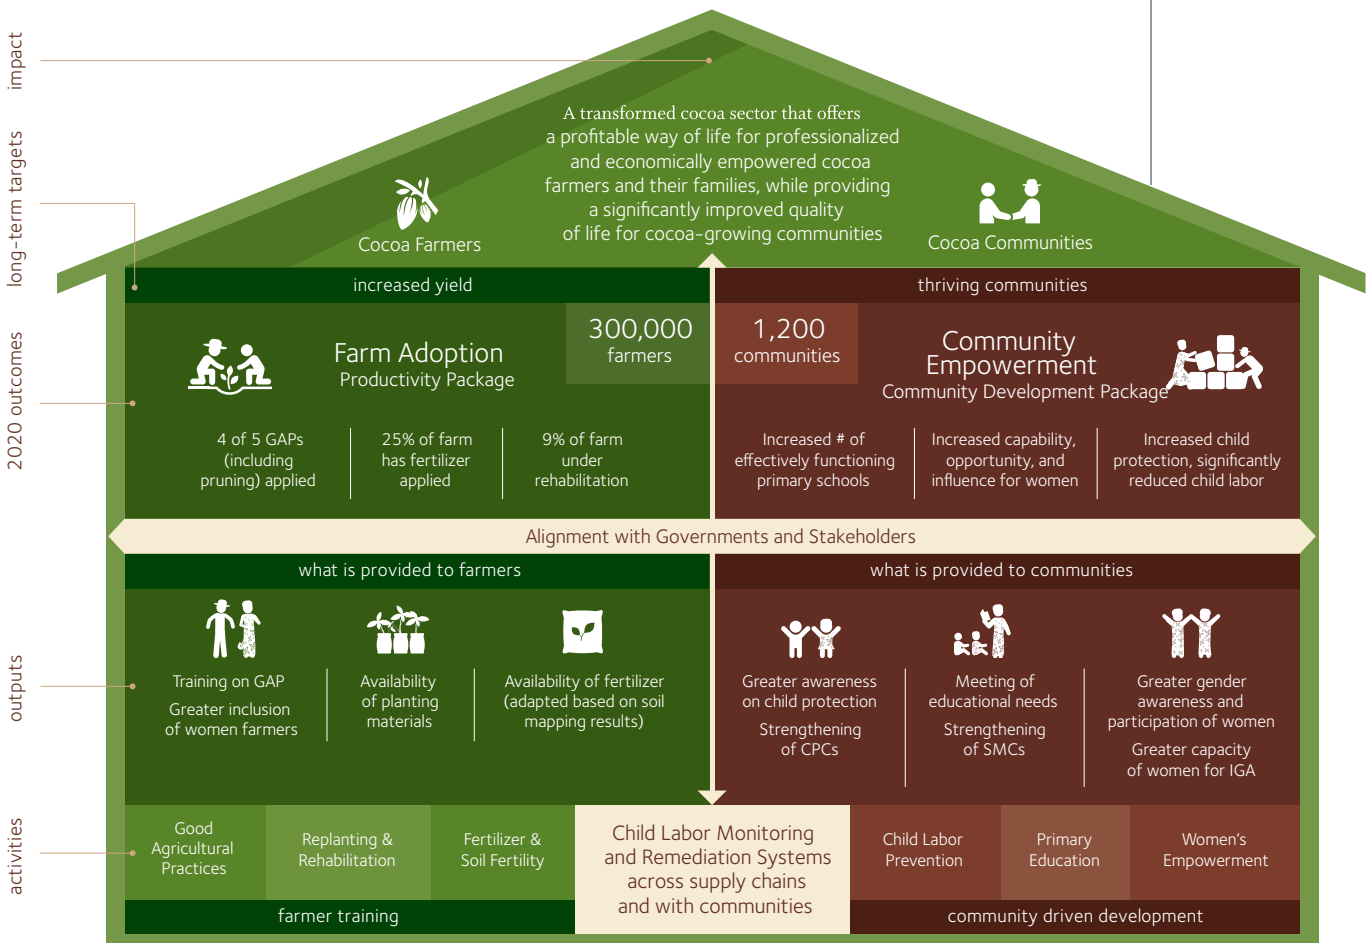 impact
long-term targets
2020 outcomes
outputs
activities
A transformed cocoa sector that offers
a profitable way of life for professionalized
and economically empowered cocoa
farmers and their families, while providing
a significantly improved quality
of life for cocoa-growing communities
Cocoa Farmers
Cocoa Communities
increased yield
thriving communities
Farm Adoption
Productivity Package
300,000
farmers
1,200
communities
Community
Empowerment
Community Development Package
4 of 5 GAPs
(including
pruning) applied
25% of farm
has fertilizer
applied
9% of farm
under
rehabilitation
Increased # of
effectively functioning
primary schools
Increased capability,
opportunity, and
influence for women
Increased child
protection, significantly
reduced child labor
Alignment with Governments and Stakeholders
what is provided to farmers
what is provided to communities
Training on GAP
Greater inclusion
of women farmers
Availability
of planting
materials
Availability of fertilizer
(adapted based on soil
mapping results)
Greater awareness
on child protection
Strengthening
of CPCs
Meeting of
educational needs
Strengthening
of SMCs
Greater gender
awareness and
participation of women
Greater capacity
of women for IGA
Good
Agricultural
Practices
Replanting &
Rehabilitation
Fertilizer &
Soil Fertility
Child Labor Monitoring
and Remediation Systems
across supply chains
and with communities
Child Labor
Prevention
Primary
Education
Women's
Empowerment
farmer training
community driven development